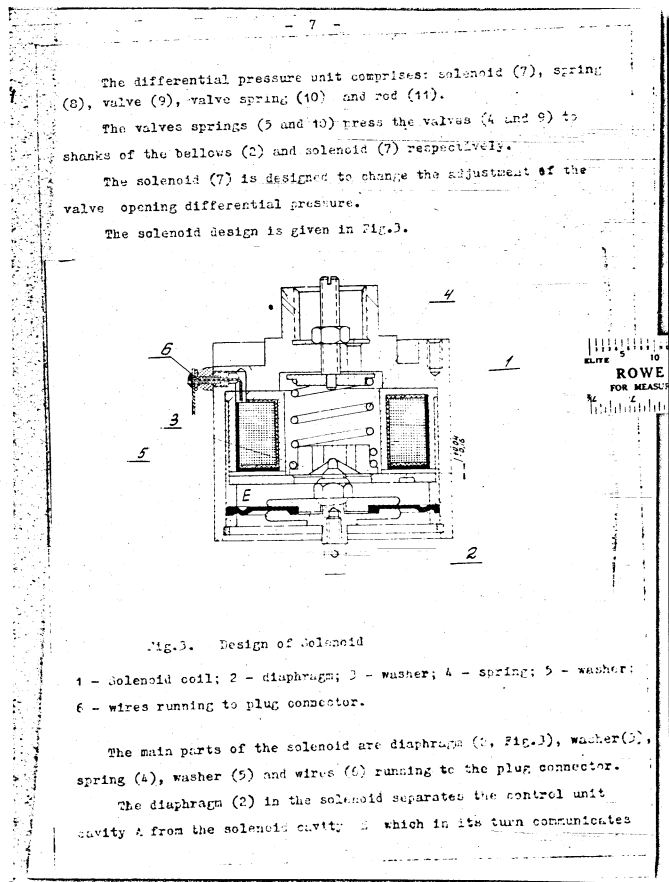 - 7 -
The differential pressure unit comprises: solenoid (7), spring
(8), valve (9), valve spring (10) and rod (11).
The valves springs (5 and 10) press the valves (4 and 9) to
shanks of the bellows (2) and solenoid (7) respectively.
The solenoid (7) is designed to change the adjustment of the
valve opening differential pressure.
The solenoid design is given in Fig.3.
4
6
1
ELITE 5 10
ROWE
FOR MEASUR
3
5
E
2
Fig.3. Design of Solenoid
1 - Solenoid coil; 2 - diaphragm; 3 - washer; 4 - spring; 5 - washer;
6 - wires running to plug connector.
The main parts of the solenoid are diaphragm (2, Fig.3), washer(3),
spring (4), washer (5) and wires (6) running to the plug connector.
The diaphragm (2) in the solenoid separates the control unit
cavity A from the solenoid cavity which in its turn communicates